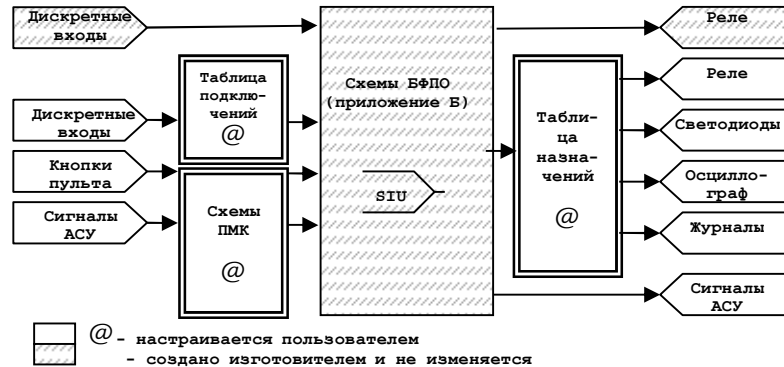 Дискретные
входы
Реле
Таблица
подклю-
чений
@
Схемы БФПО
(приложение Б)
Реле
Дискретные
входы
Табли-
ца
назна-
чений
@
Светодиоды
Кнопки
пульта
SIU
Осцилло-
граф
Сигналы
АСУ
Схемы
ПМК
@
Журналы
Сигналы
АСУ
@ - настраивается пользователем
- создано изготовителем и не изменяется